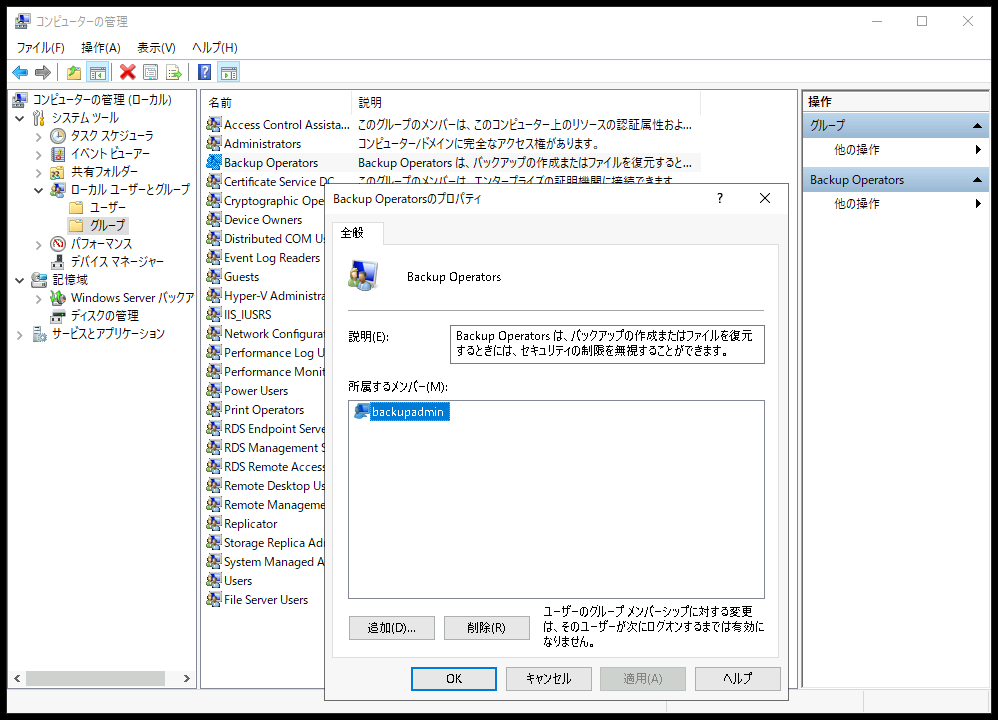 コンピューターの管理
ファイル(F) 操作(A) 表示(V) ヘルプ(H)
コンピューターの管理 (ローカル)
システム ツール
タスク スケジューラ
イベント ビューアー
共有フォルダー
ローカル ユーザーとグループ
ユーザー
グループ
パフォーマンス
デバイス マネージャー
記憶域
Windows Server バックア
ディスクの管理
サービスとアプリケーション
名前 説明
Access Control Assista... このグループのメンバーは、このコンピューター上のリソースの認証属性およ...
Administrators コンピューター/ドメインに完全なアクセス権があります。
Backup Operators Backup Operators は、バックアップの作成またはファイルを復元すると...
Certificate Service DC このグループのメンバーは、エンタープライズの証明機関に接続できます
Cryptographic Ope
Device Owners
Distributed COM Us
Event Log Readers
Guests
Hyper-V Administra
IIS_IUSRS
Network Configurat
Performance Log U
Performance Monit
Power Users
Print Operators
RDS Endpoint Serve
RDS Management S
RDS Remote Access
Remote Desktop Us
Remote Manageme
Replicator
Storage Replica Adr
System Managed A
Users
File Server Users
Backup Operatorsのプロパティ
?
全般
Backup Operators
説明(E):
Backup Operators は、バックアップの作成またはファイルを復元
するときには、セキュリティの制限を無視することができます。
所属するメンバー(M):
backupadmin
追加(D)... 削除(R)
ユーザーのグループ メンバーシップに対する変更
は、そのユーザーが次にログオンするまでは有効に
なりません。
OK キャンセル 適用(A) ヘルプ
操作
グループ
他の操作
Backup Operators
他の操作